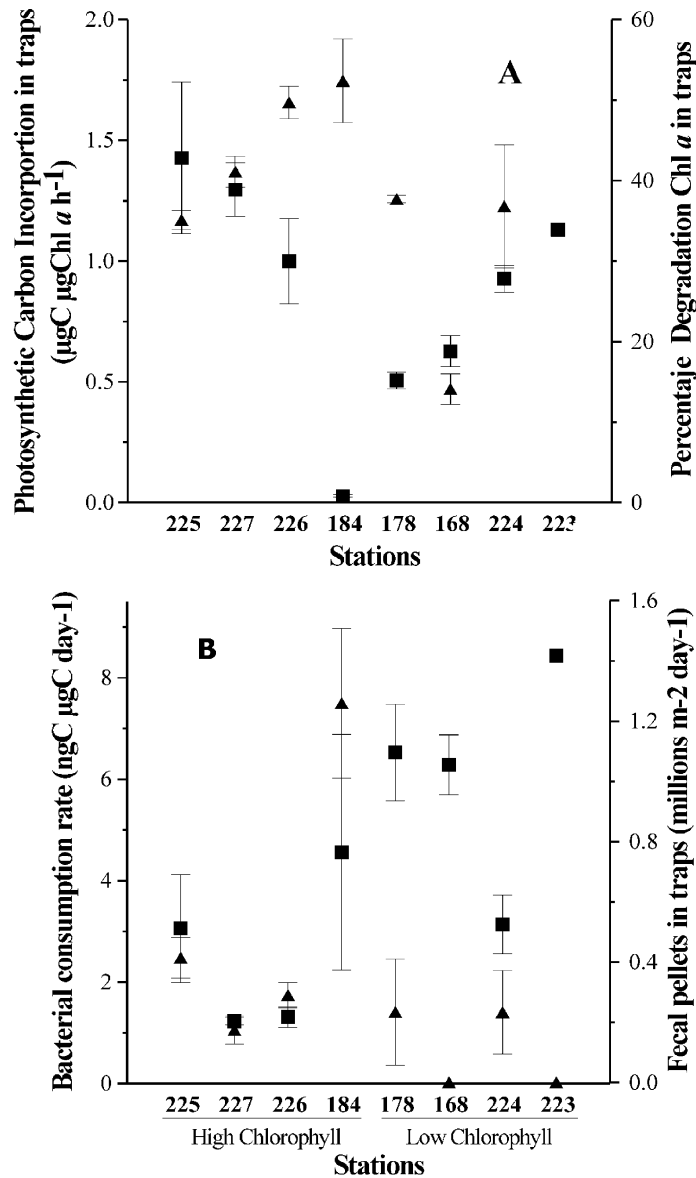 Photosynthetic Carbon Incorportion in traps
(µgC µgChl a h-1)
2.0
1.5
1.0
0.5
0.0
A
60
40
20
0
Percentaje Degradation Chl a in traps
225 227 226 184 178 168 224 223
Stations
Bacterial consumption rate (ngC µgC day-1)
8
6
4
2
0
B
1.6
1.2
0.8
0.4
0.0
Fecal pellets in traps (millions m-2 day-1)
225 227 226 184 178 168 224 223
High Chlorophyll Low Chlorophyll
Stations